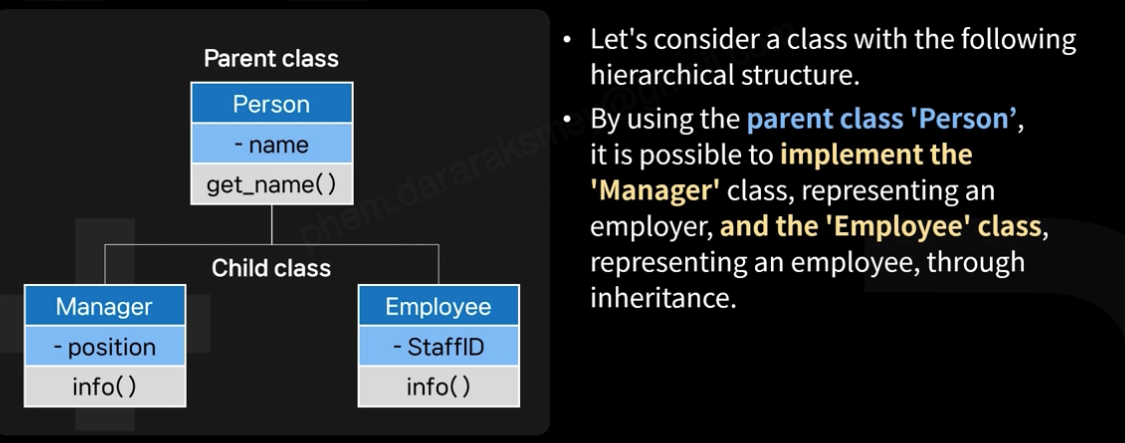 Parent class
Person
- name
get_name()
Child class
Manager
- position
info()
Employee
- StaffID
info()
• Let's consider a class with the following
hierarchical structure.
• By using the parent class 'Person’,
it is possible to implement the
'Manager' class, representing an
employer, and the 'Employee' class,
representing an employee, through
inheritance.